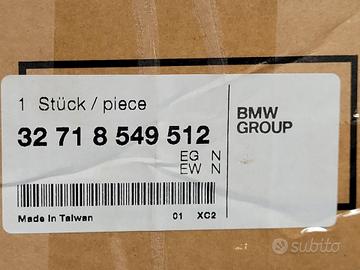 1 Stück / piece
32 71 8 549 512
EG N
EW N
BMW
GROUP
Made in Taiwan 01 XC2
subito